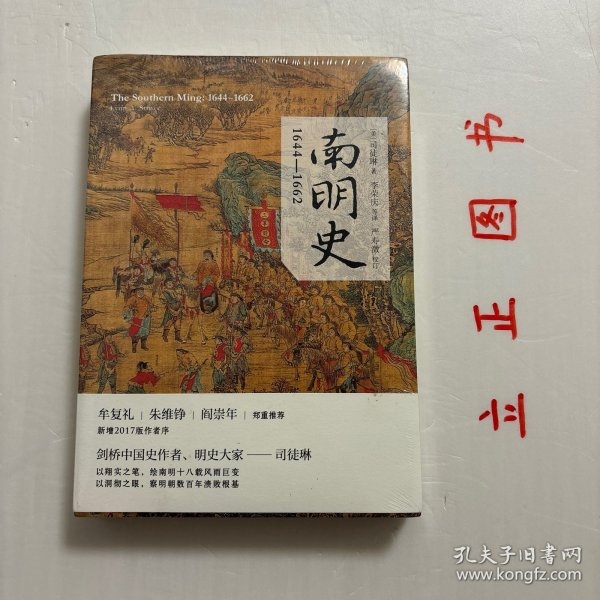 The Southern Ming: 1644–1662
Lynn A. Struve
南明史
1644—1662
[美] 司徒琳 著
李荣庆 等译
严寿澂 校订
牟复礼 | 朱维铮 | 阎崇年 | 郑重推荐
新增2017版作者序
剑桥中国史作者、明史大家——司徒琳
以翔实之笔，绘南明十八载风雨巨变
以洞彻之眼，察明朝数百年溃败根基
立正图书
孔夫子旧书网
www.kongfz.com